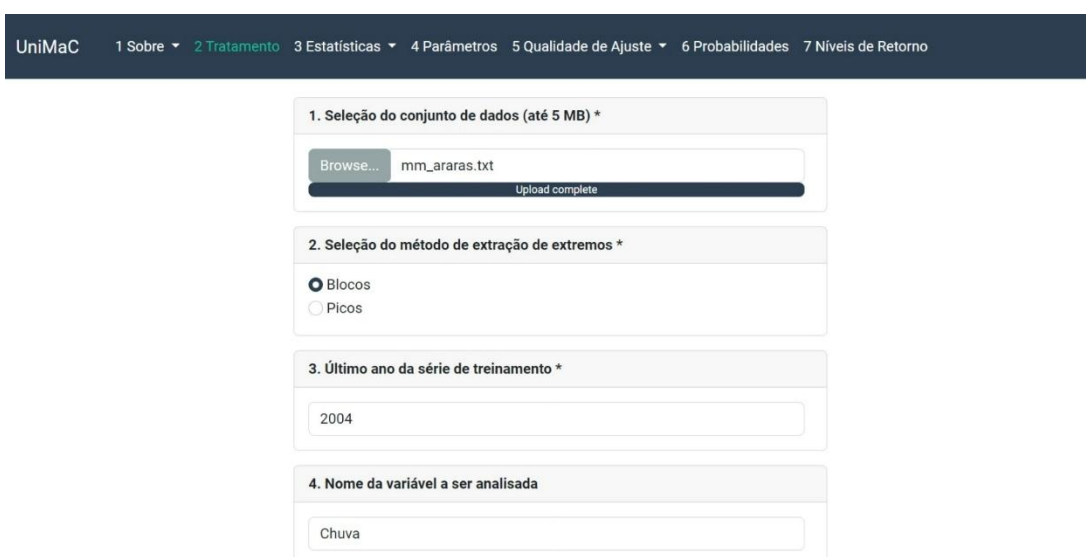 UniMaC 1 Sobre 2 Tratamento 3 Estatísticas 4 Parâmetros 5 Qualidade de Ajuste 6 Probabilidades 7 Níveis de Retorno
1. Seleção do conjunto de dados (até 5 MB) *
Browse... mm_araras.txt
Upload complete
2. Seleção do método de extração de extremos *
Blocos
Picos
3. Último ano da série de treinamento *
2004
4. Nome da variável a ser analisada
Chuva